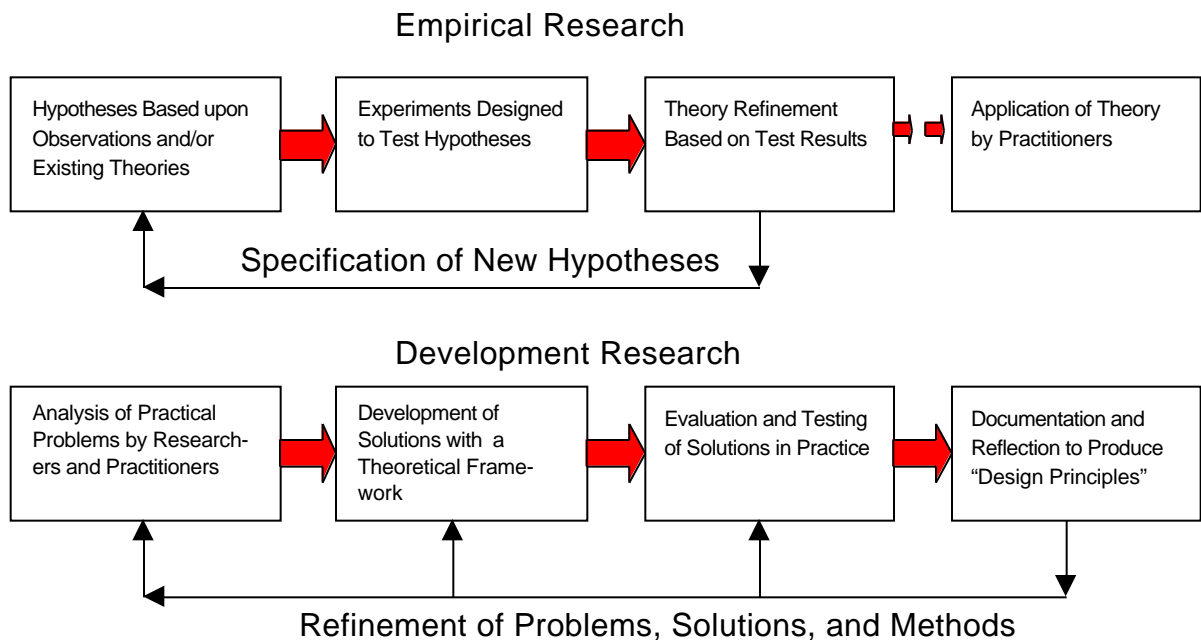 Empirical Research
Hypotheses Based upon
Observations and/or
Existing Theories
Experiments Designed
to Test Hypotheses
Theory Refinement
Based on Test Results
Application of Theory
by Practitioners
Specification of New Hypotheses
Development Research
Analysis of Practical
Problems by Research-
ers and Practitioners
Development of
Solutions with a
Theoretical Frame-
work
Evaluation and Testing
of Solutions in Practice
Documentation and
Reflection to Produce
“Design Principles”
Refinement of Problems, Solutions, and Methods